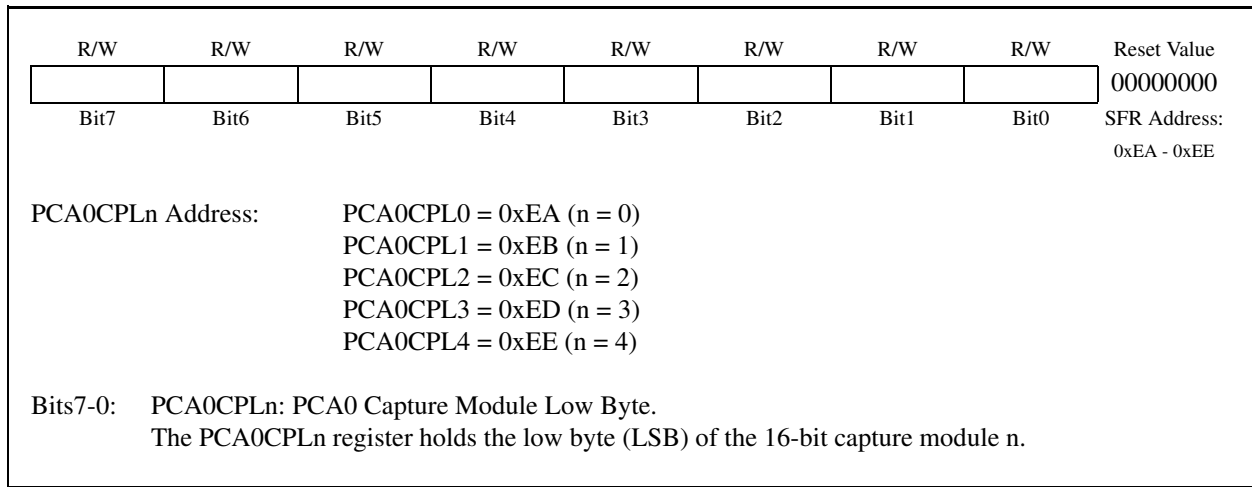 R/W R/W R/W R/W R/W R/W R/W R/W Reset Value
00000000
Bit7 Bit6 Bit5 Bit4 Bit3 Bit2 Bit1 Bit0 SFR Address:
0xEA - 0xEE
PCA0CPLn Address: PCA0CPL0 = 0xEA (n = 0)
PCA0CPL1 = 0xEB (n = 1)
PCA0CPL2 = 0xEC (n = 2)
PCA0CPL3 = 0xED (n = 3)
PCA0CPL4 = 0xEE (n = 4)
Bits7-0: PCA0CPLn: PCA0 Capture Module Low Byte.
The PCA0CPLn register holds the low byte (LSB) of the 16-bit capture module n.